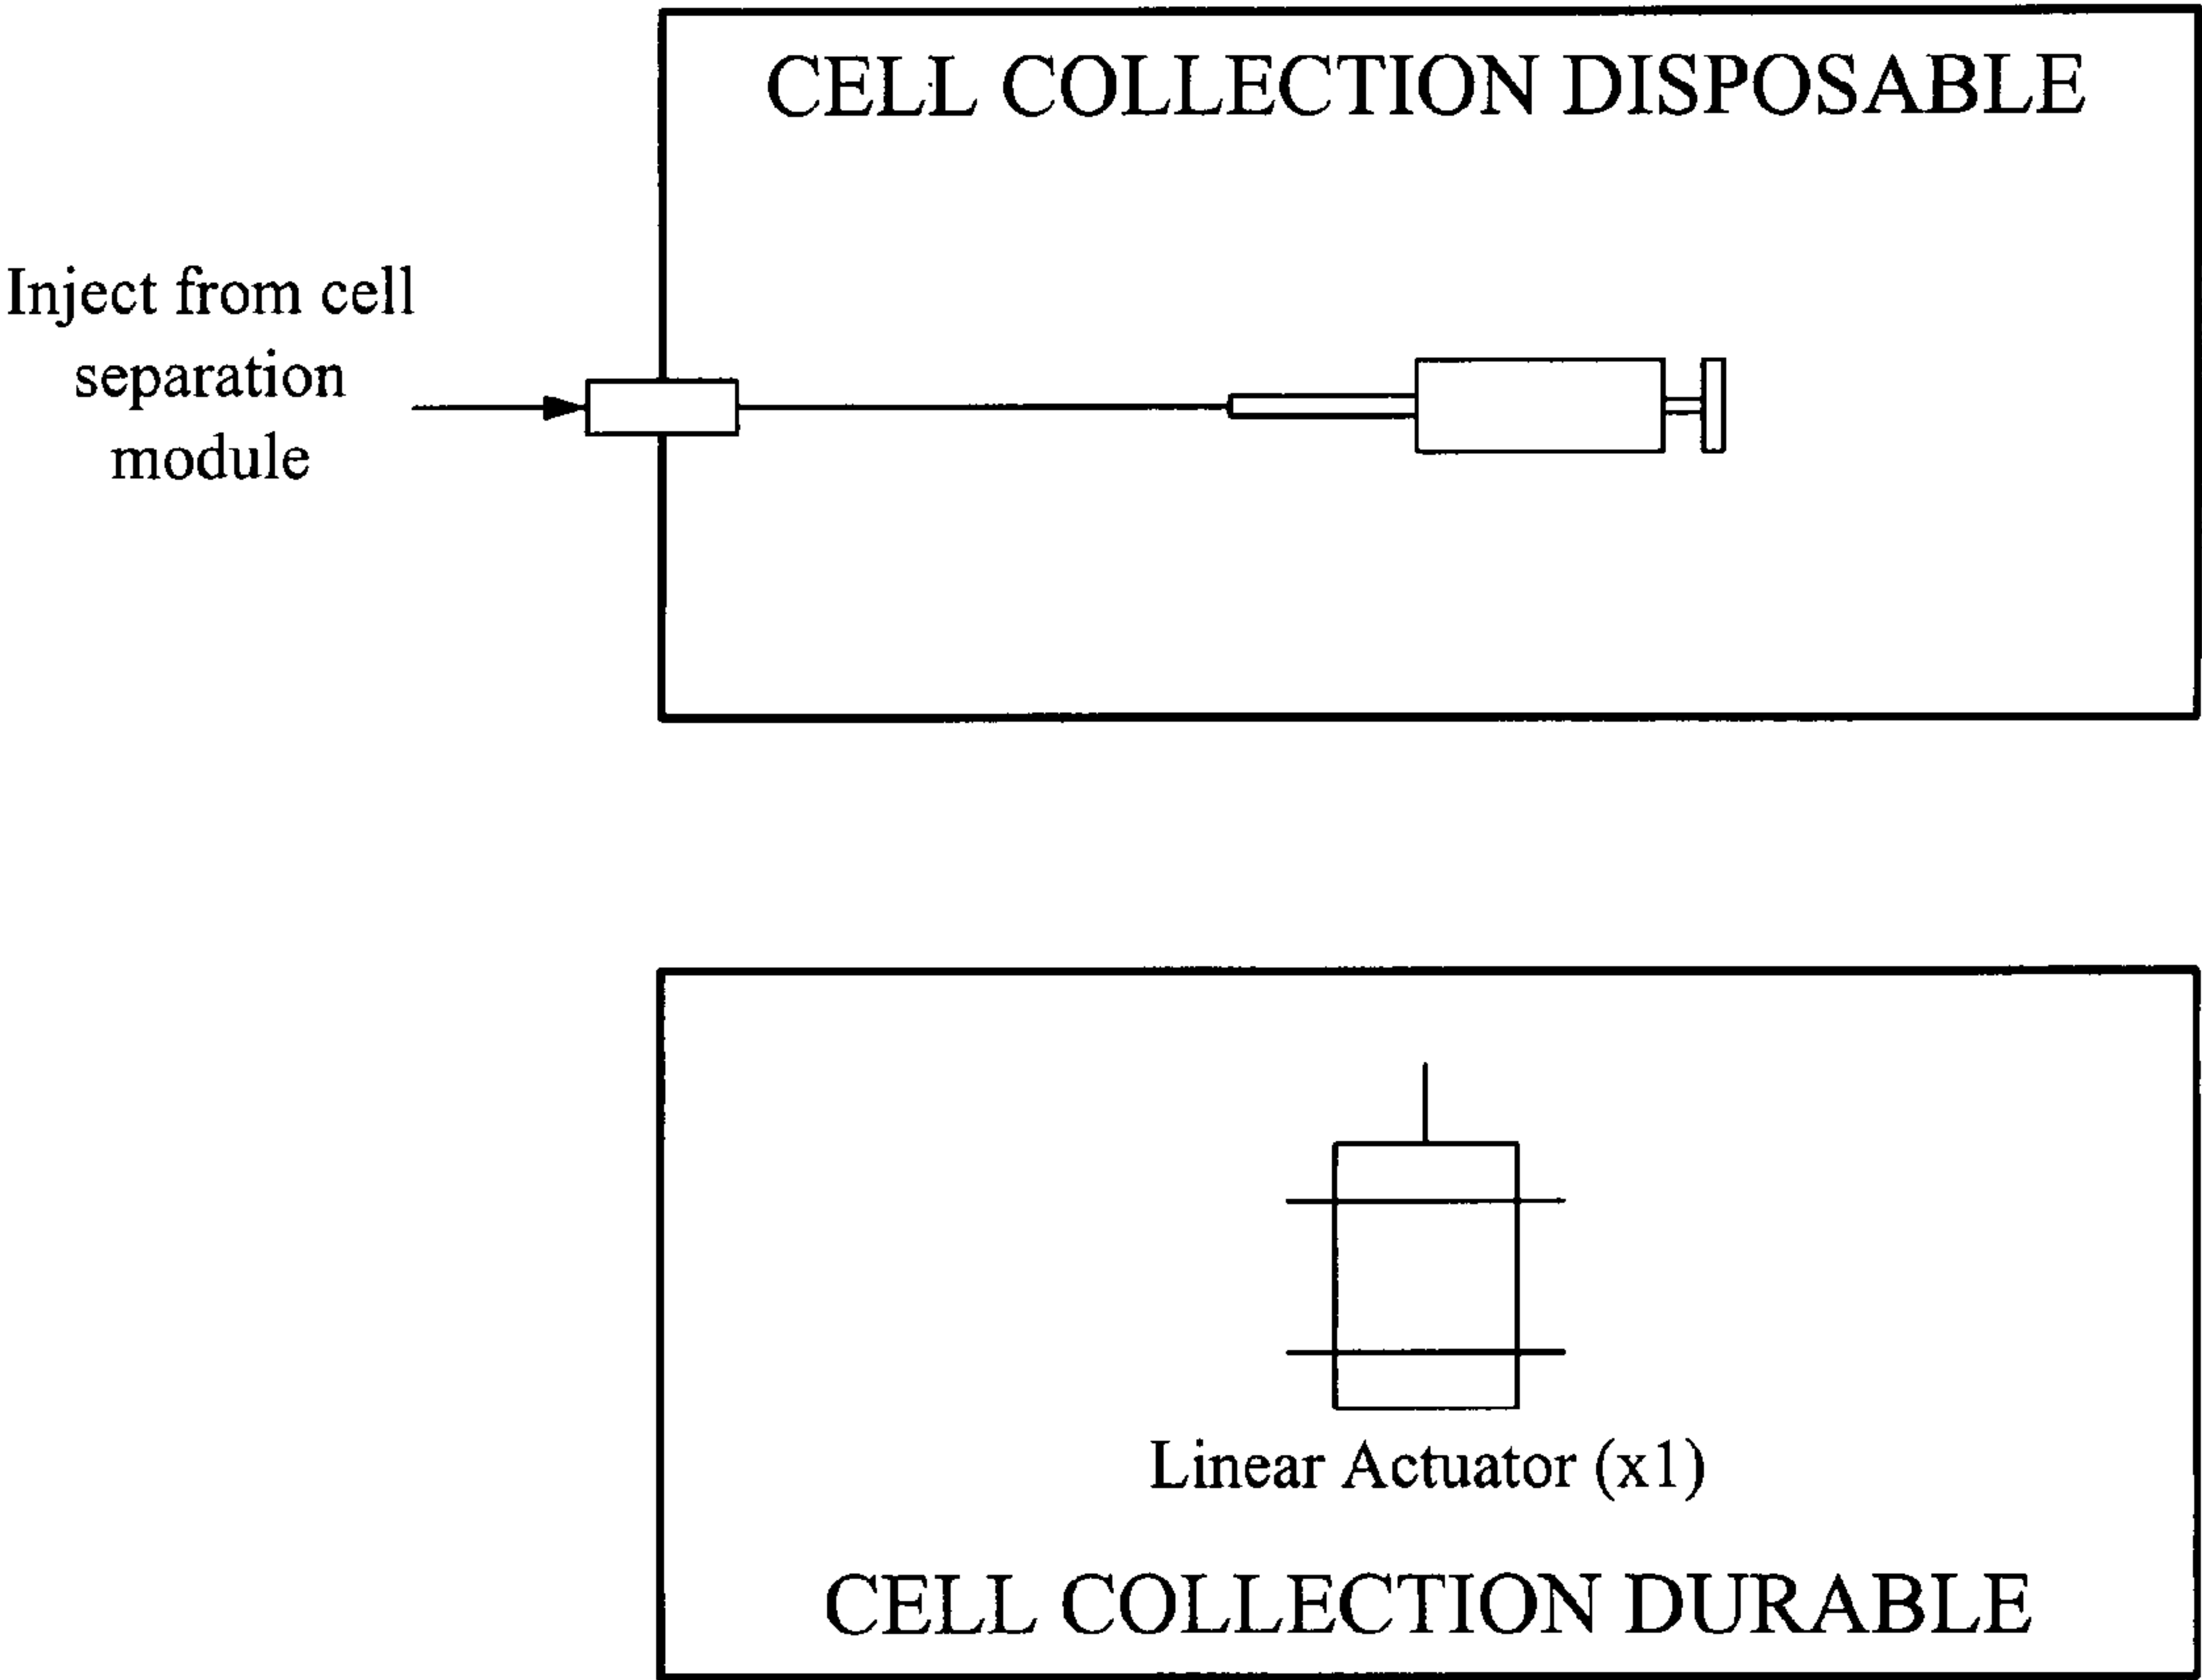 CELL COLLECTION DISPOSABLE
Inject from cell
separation
module
Linear Actuator (x1)
CELL COLLECTION DURABLE